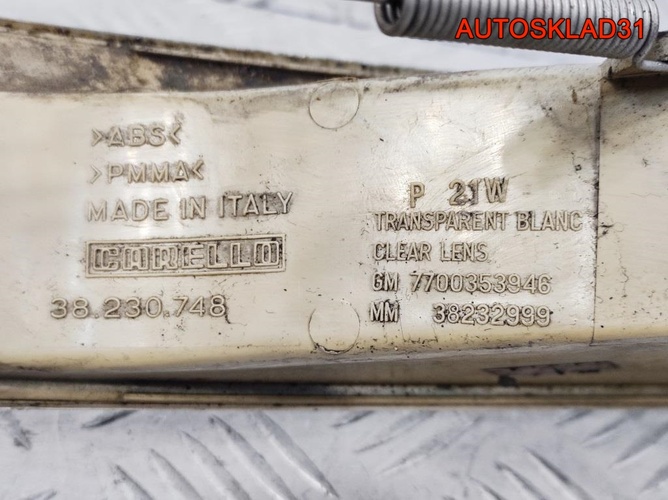 AUTOSKLAD31
>ABS<
>PMMA<
MADE IN ITALY
CARELLO
38.230.748
P 21W
TRANSPARENT BLANC
CLEAR LENS
GM 7700353946
MM 38232999